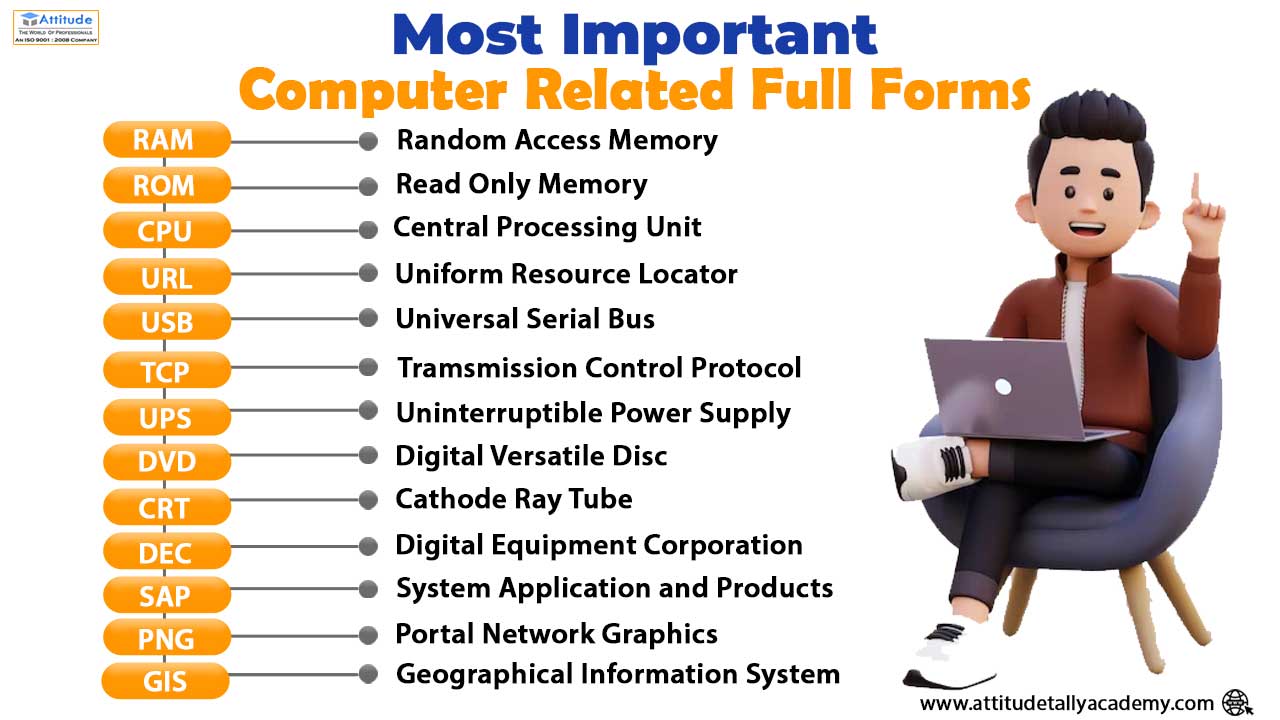 Attitude
THE WORLD OF PROFESSIONALS
AN ISO 9001 : 2008 COMPANY
Most Important
Computer Related Full Forms
RAM Random Access Memory
ROM Read Only Memory
CPU Central Processing Unit
URL Uniform Resource Locator
USB Universal Serial Bus
TCP Tramsmission Control Protocol
UPS Uninterruptible Power Supply
DVD Digital Versatile Disc
CRT Cathode Ray Tube
DEC Digital Equipment Corporation
SAP System Application and Products
PNG Portal Network Graphics
GIS Geographical Information System
www.attitudetallyacademy.com